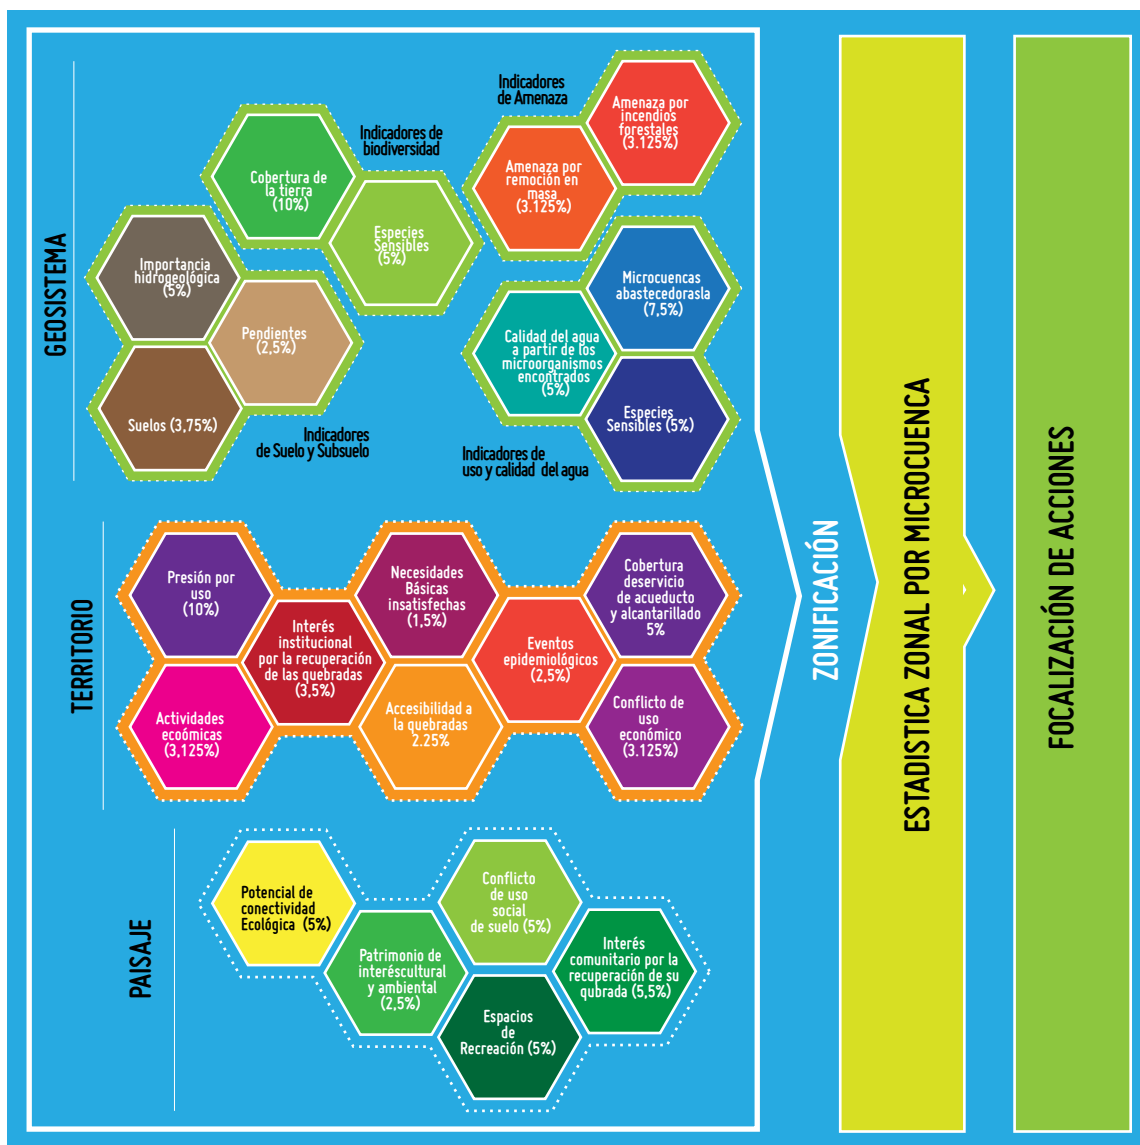 GEOSISTEMA
Indicadores
de Amenaza
Amenaza por
incendios
forestales
(3.125%)
Indicadores de
biodiversidad
Cobertura de
la tierra
(10%)
Amenaza por
remoción en
masa
(3.125%)
Especies
Sensibles
(5%)
Importancia
hidrogeológica
(5%)
Microcuencas
abastecedorasla
(7,5%)
Pendientes
(2,5%)
Calidad del agua
a partir de los
microorganismos
encontrados
(5%)
Suelos (3,75%)
Especies
Sensibles (5%)
Indicadores
de Suelo y Subsuelo
Indicadores de
uso y calidad del agua
TERRITORIO
Presión por
uso
(10%)
Necesidades
Básicas
insatisfechas
(1,5%)
Cobertura
deservicio
de acueducto
y alcantarillado
5%
Interés
institucional
por la recuperación
de las quebradas
(3,5%)
Eventos
epidemiológicos
(2,5%)
Actividades
ecoómicas
(3,125%)
Accesibilidad a
la quebradas
2.25%
Conflicto de
uso
económico
(3.125%)
PAISAJE
Potencial de
conectividad
Ecológica (5%)
Conflicto
de uso
social
de suelo (5%)
Patrimonio de
interéscultural
y ambiental
(2,5%)
Interés
comunitario por la
recuperación de su
qubrada (5,5%)
Espacios
de
Recreación (5%)
ZONIFICACIÓN
ESTADISTICA ZONAL POR MICROCUENCA
FOCALIZACIÓN DE ACCIONES